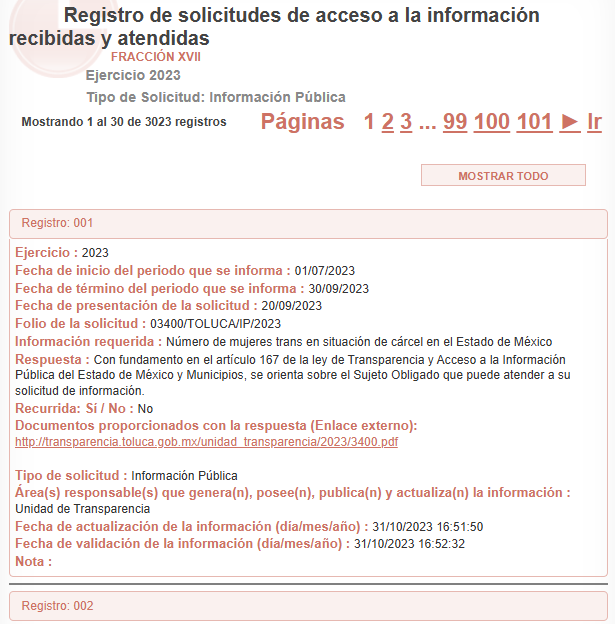 Registro de solicitudes de acceso a la información
recibidas y atendidas
FRACCIÓN XVII
Ejercicio 2023
Tipo de Solicitud: Información Pública
Mostrando 1 al 30 de 3023 registros Páginas 1 2 3 ... 99 100 101 ► Ir
MOSTRAR TODO
Registro: 001
Ejercicio : 2023
Fecha de inicio del periodo que se informa : 01/07/2023
Fecha de término del periodo que se informa : 30/09/2023
Fecha de presentación de la solicitud : 20/09/2023
Folio de la solicitud : 03400/TOLUCA/IP/2023
Información requerida : Número de mujeres trans en situación de cárcel en el Estado de México
Respuesta : Con fundamento en el artículo 167 de la ley de Transparencia y Acceso a la Información
Pública del Estado de México y Municipios, se orienta sobre el Sujeto Obligado que puede atender a su
solicitud de información.
Recurrida: Sí / No : No
Documentos proporcionados con la respuesta (Enlace externo):
http://transparencia.toluca.gob.mx/unidad_transparencia/2023/3400.pdf
Tipo de solicitud : Información Pública
Área(s) responsable(s) que genera(n), posee(n), publica(n) y actualiza(n) la información :
Unidad de Transparencia
Fecha de actualización de la información (día/mes/año) : 31/10/2023 16:51:50
Fecha de validación de la información (día/mes/año) : 31/10/2023 16:52:32
Nota :
Registro: 002